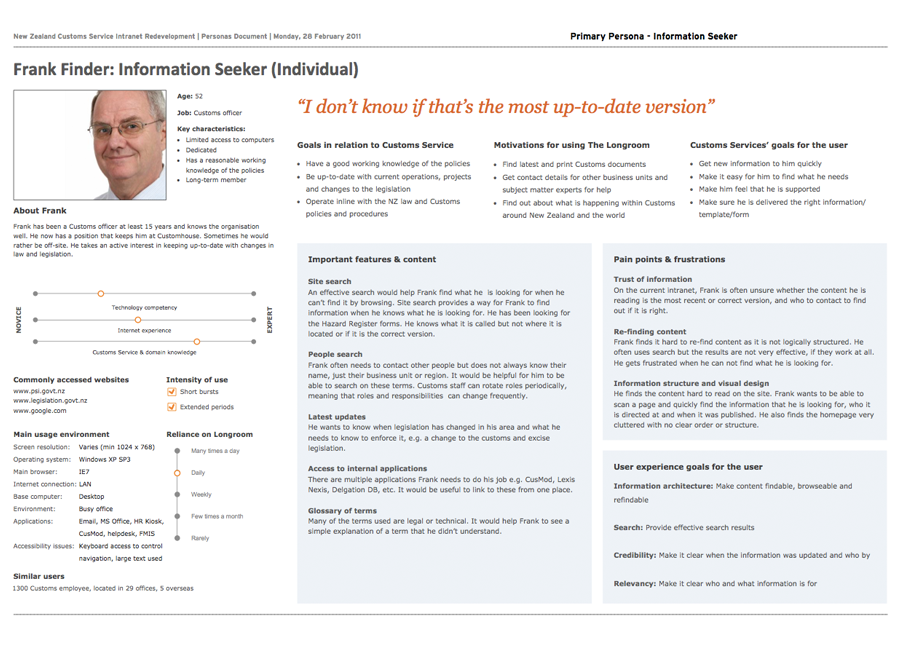 New Zealand Customs Service Intranet Redevelopment | Personas Document | Monday, 28 February 2011
Primary Persona - Information Seeker
Frank Finder: Information Seeker (Individual)
Age: 52
Job: Customs officer
Key characteristics:
• Limited access to computers
• Dedicated
• Has a reasonable working
knowledge of the policies
• Long-term member
About Frank
Frank has been a Customs officer at least 15 years and knows the organisation
well. He now has a position that keeps him at Customhouse. Sometimes he would
rather be off-site. He takes an active interest in keeping up-to-date with changes in
law and legislation.
NOVICE
EXPERT
Technology competency
Internet experience
Customs Service & domain knowledge
Commonly accessed websites
www.psi.govt.nz
www.legislation.govt.nz
www.google.com
Intensity of use
Short bursts
Extended periods
Main usage environment
Screen resolution: Varies (min 1024 x 768)
Operating system: Windows XP SP3
Main browser: IE7
Internet connection: LAN
Base computer: Desktop
Environment: Busy office
Applications: Email, MS Office, HR Kiosk,
CusMod, helpdesk, FMIS
Accessibility issues: Keyboard access to control
navigation, large text used
Reliance on Longroom
Many times a day
Daily
Weekly
Few times a month
Rarely
Similar users
1300 Customs employee, located in 29 offices, 5 overseas
“I don’t know if that’s the most up-to-date version”
Goals in relation to Customs Service
• Have a good working knowledge of the policies
• Be up-to-date with current operations, projects
and changes to the legislation
• Operate inline with the NZ law and Customs
policies and procedures
Motivations for using The Longroom
• Find latest and print Customs documents
• Get contact details for other business units and
subject matter experts for help
• Find out about what is happening within Customs
around New Zealand and the world
Customs Services’ goals for the user
• Get new information to him quickly
• Make it easy for him to find what he needs
• Make him feel that he is supported
• Make sure he is delivered the right information/
template/form
Important features & content
Site search
An effective search would help Frank find what he is looking for when he
can’t find it by browsing. Site search provides a way for Frank to find
information when he knows what he is looking for. He has been looking for
the Hazard Register forms. He knows what it is called but not where it is
located or if it is the correct version.
People search
Frank often needs to contact other people but does not always know their
name, just their business unit or region. It would be helpful for him to be
able to search on these terms. Customs staff can rotate roles periodically,
meaning that roles and responsibilities can change frequently.
Latest updates
He wants to know when legislation has changed in his area and what he
needs to know to enforce it, e.g. a change to the customs and excise
legislation.
Access to internal applications
There are multiple applications Frank needs to do his job e.g. CusMod, Lexis
Nexis, Delgation DB, etc. It would be useful to link to these from one place.
Glossary of terms
Many of the terms used are legal or technical. It would help Frank to see a
simple explanation of a term that he didn’t understand.
Pain points & frustrations
Trust of information
On the current intranet, Frank is often unsure whether the content he is
reading is the most recent or correct version, and who to contact to find
out if it is right.
Re-finding content
Frank finds it hard to re-find content as it is not logically structured. He
often uses search but the results are not very effective, if they work at all.
He gets frustrated when he can not find what he is looking for.
Information structure and visual design
He finds the content hard to read on the site. Frank wants to be able to
scan a page and quickly find the information that he is looking for, who it
is directed at and when it was published. He also finds the homepage very
cluttered with no clear order or structure.
User experience goals for the user
Information architecture: Make content findable, browseable and
refindable
Search: Provide effective search results
Credibility: Make it clear when the information was updated and who by
Relevancy: Make it clear who and what information is for